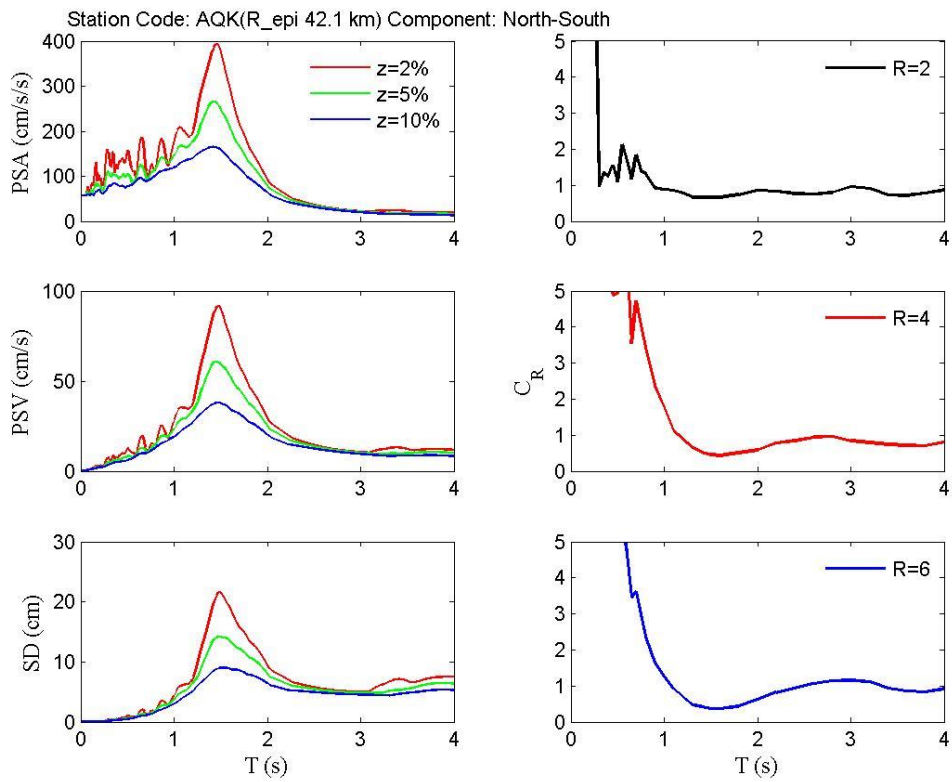 Station Code: AQK(R_epi 42.1 km) Component: North-South
PSA (cm/s/s)
400
300
200
100
0
0 1 2 3 4
z=2%
z=5%
z=10%
5
4
3
2
1
0
0 1 2 3 4
R=2
PSV (cm/s)
100
50
0
0 1 2 3 4
C_R
5
4
3
2
1
0
0 1 2 3 4
R=4
SD (cm)
30
20
10
0
0 1 2 3 4
T (s)
5
4
3
2
1
0
0 1 2 3 4
R=6
T (s)